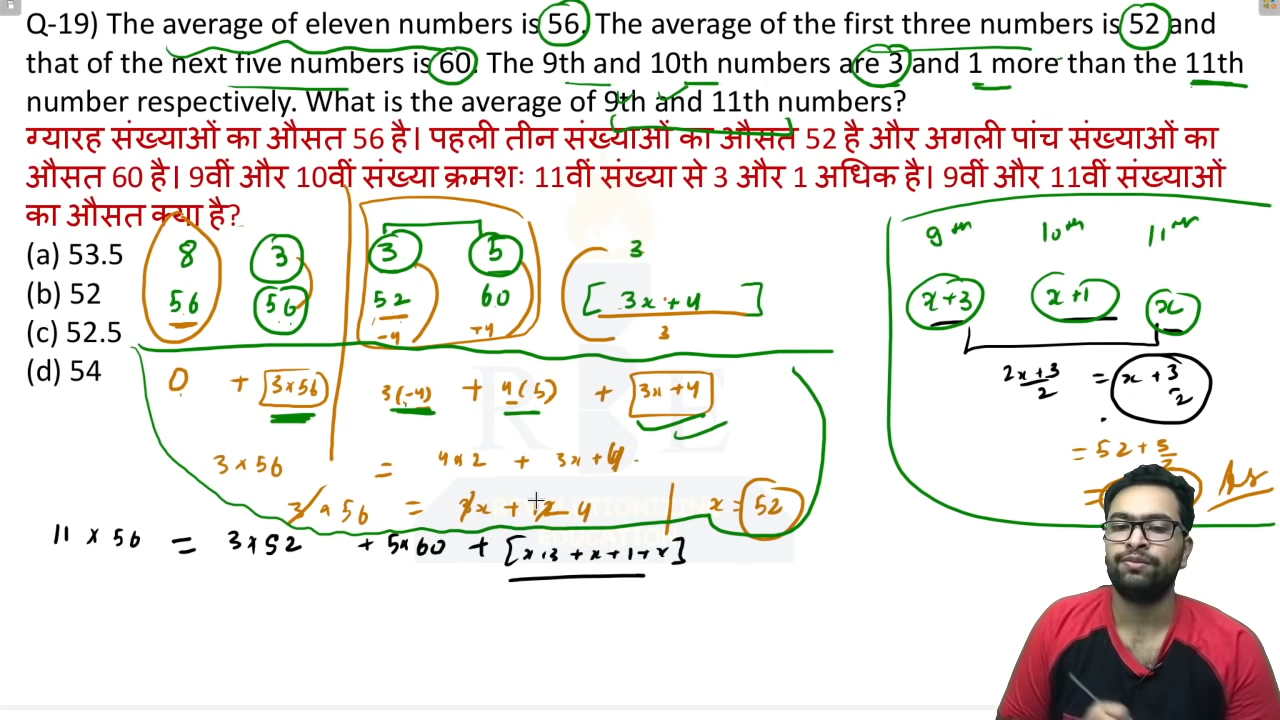 Q-19) The average of eleven numbers is 56. The average of the first three numbers is 52 and
that of the next five numbers is 60. The 9th and 10th numbers are 3 and 1 more than the 11th
number respectively. What is the average of 9th and 11th numbers?
ग्यारह संख्याओं का औसत 56 है। पहली तीन संख्याओं का औसत 52 है और अगली पांच संख्याओं का
औसत 60 है। 9वीं और 10वीं संख्या क्रमशः 11वीं संख्या से 3 और 1 अधिक है। 9वीं और 11वीं संख्याओं
का औसत क्या है?
(a) 53.5
(b) 52
(c) 52.5
(d) 54
8 3 3 5 3
56 56 52 60 [ 3x+4 ]
-4 +4 3
0 + 3×56 3(-4) + 4(5) + 3x+4
3×56 = 4×2 + 3x+4
3×56 = 3x + 12 | x = 52
11 × 56 = 3×52 + 5×60 + [x+3 + x+1+x]
9th 10th 11th
x+3 x+1 x
2x+3/2 = x+3/2
= 52+3/2
= Ans
EDUCATION